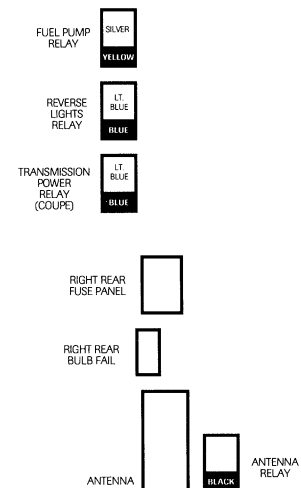 FUEL PUMP
RELAY
SILVER
YELLOW
REVERSE
LIGHTS
RELAY
LT.
BLUE
BLUE
TRANSMISSION
POWER
RELAY
(COUPE)
LT.
BLUE
BLUE
RIGHT REAR
FUSE PANEL
RIGHT REAR
BULB FAIL
ANTENNA
BLACK
ANTENNA
RELAY